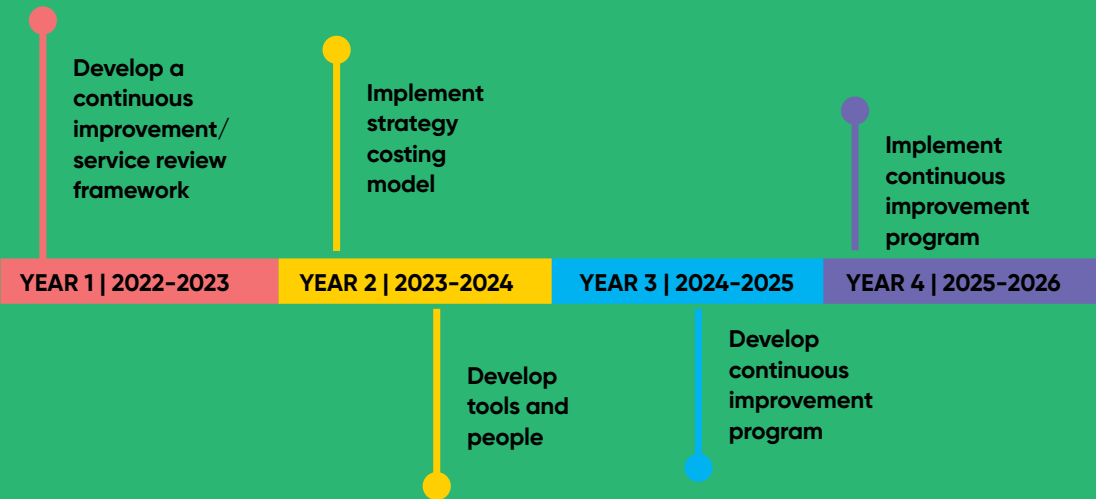 Develop a
continuous
improvement/
service review
framework
Implement
strategy
costing
model
Implement
continuous
improvement
program
YEAR 1 | 2022-2023
YEAR 2 | 2023-2024
YEAR 3 | 2024-2025
YEAR 4 | 2025-2026
Develop
tools and
people
Develop
continuous
improvement
program